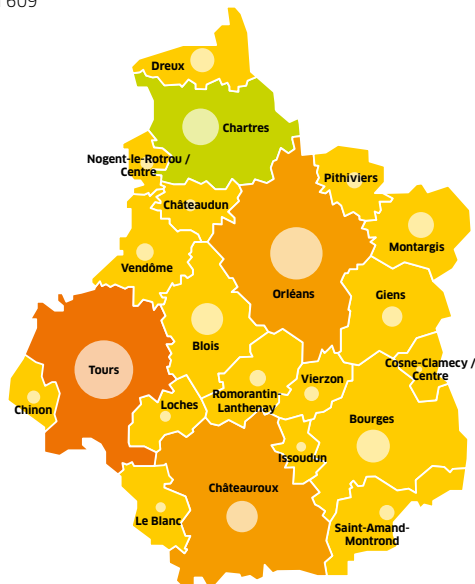 609
Dreux
Chartres
Nogent-le-Rotrou /
Centre
Pithiviers
Châteaudun
Montargis
Vendôme
Orléans
Giens
Blois
Tours
Cosne-Clamecy /
Centre
Vierzon
Romorantin-
Lanthenay
Loches
Chinon
Bourges
Issoudun
Châteauroux
Le Blanc
Saint-Amand-
Montrond